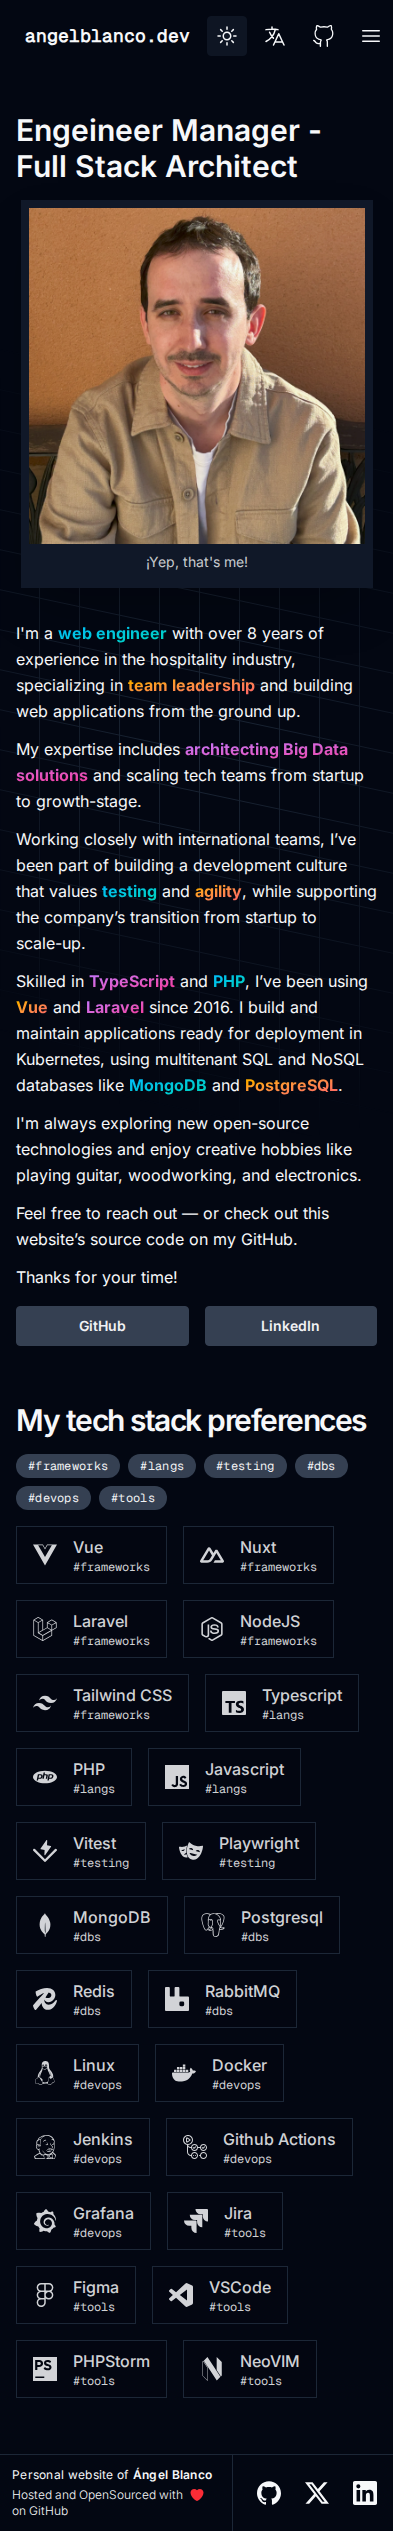 angelblanco.dev
Engeineer Manager -
Full Stack Architect
¡Yep, that's me!
I'm a web engineer with over 8 years of
experience in the hospitality industry,
specializing in team leadership and building
web applications from the ground up.
My expertise includes architecting Big Data
solutions and scaling tech teams from startup
to growth-stage.
Working closely with international teams, I’ve
been part of building a development culture
that values testing and agility, while supporting
the company’s transition from startup to
scale-up.
Skilled in TypeScript and PHP, I’ve been using
Vue and Laravel since 2016. I build and
maintain applications ready for deployment in
Kubernetes, using multitenant SQL and NoSQL
databases like MongoDB and PostgreSQL.
I'm always exploring new open-source
technologies and enjoy creative hobbies like
playing guitar, woodworking, and electronics.
Feel free to reach out — or check out this
website’s source code on my GitHub.
Thanks for your time!
GitHub LinkedIn
My tech stack preferences
#frameworks #langs #testing #dbs
#devops #tools
Vue Nuxt
#frameworks #frameworks
Laravel NodeJS
#frameworks #frameworks
Tailwind CSS TS Typescript
#frameworks #langs
php PHP JS Javascript
#langs #langs
Vitest Playwright
#testing #testing
MongoDB Postgresql
#dbs #dbs
Redis RabbitMQ
#dbs #dbs
Linux Docker
#devops #devops
Jenkins Github Actions
#devops #devops
Grafana Jira
#devops #tools
Figma VSCode
#tools #tools
PS PHPStorm NeoVIM
#tools #tools
Personal website of Ángel Blanco
Hosted and OpenSourced with
on GitHub